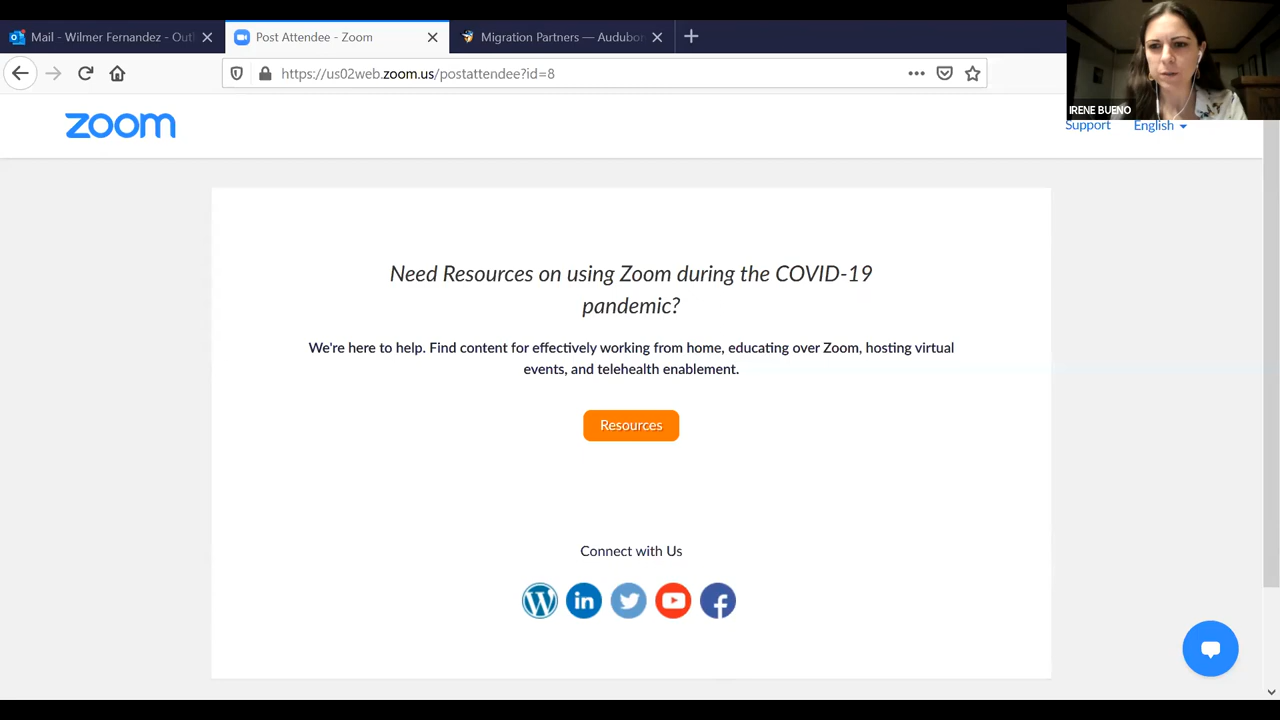 Mail - Wilmer Fernandez - Outl
Post Attendee - Zoom
Migration Partners — Audubor
https://us02web.zoom.us/postattendee?id=8
IRENE BUENO
zoom
Support
English
Need Resources on using Zoom during the COVID-19
pandemic?
We're here to help. Find content for effectively working from home, educating over Zoom, hosting virtual
events, and telehealth enablement.
Resources
Connect with Us